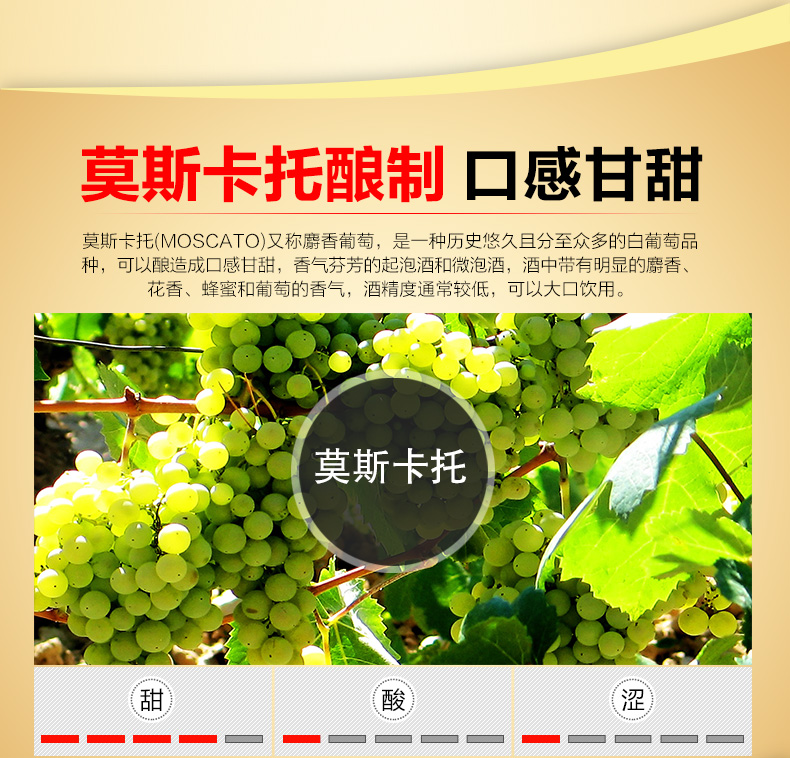 莫斯卡托酿制 口感甘甜
莫斯卡托(MOSCATO)又称麝香葡萄，是一种历史悠久且分至众多的白葡萄品
种，可以酿造成口感甘甜，香气芬芳的起泡酒和微泡酒，酒中带有明显的麝香、
花香、蜂蜜和葡萄的香气，酒精度通常较低，可以大口饮用。
莫斯卡托
甜 酸 涩